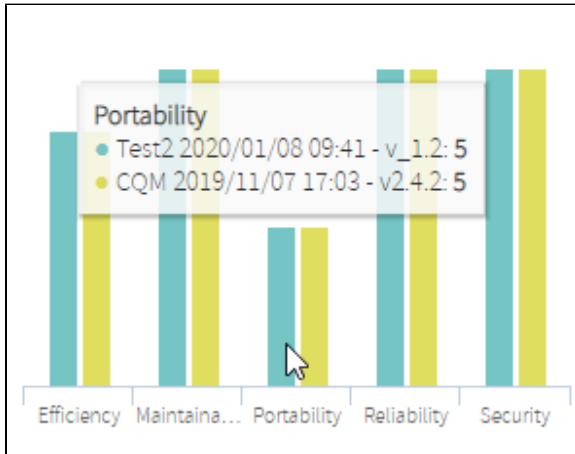 Portability
Test2 2020/01/08 09:41 - v_1.2: 5
CQM 2019/11/07 17:03 - v2.4.2: 5
Efficiency Maintaina... Portability Reliability Security